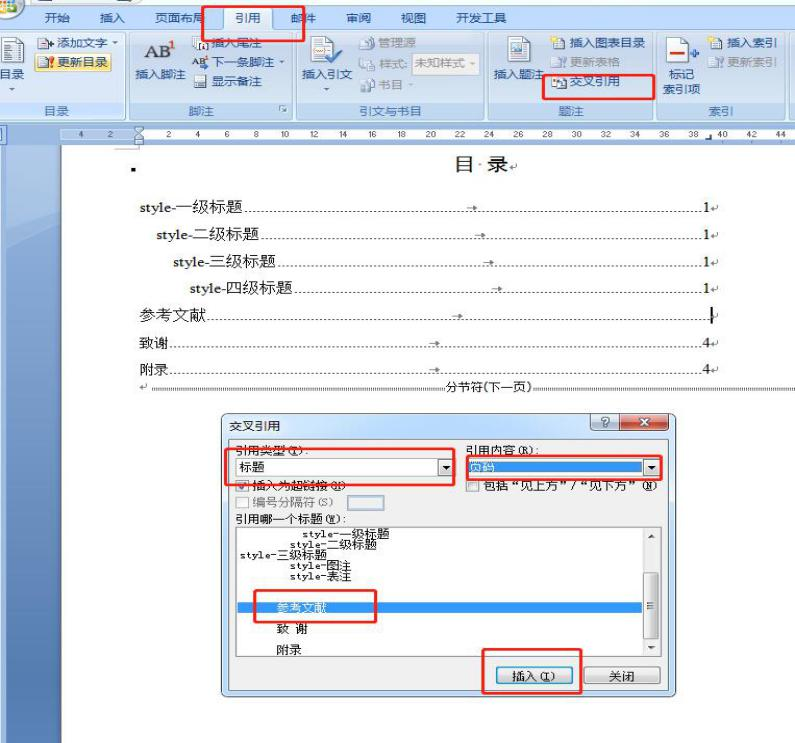 开始 插入 页面布局 引用 邮件 审阅 视图 开发工具
添加文字 插入尾注 管理源 插入图表目录 插入索引
更新目录 AB¹ AB 下一条脚注 样式: 未知样式 更新表格 更新索引
目录 插入脚注 显示备注 插入引文 书目 插入题注 交叉引用 标记
索引项
目录 脚注 引文与书目 题注 索引
4 2 2 4 6 8 10 12 14 16 18 20 22 24 26 28 30 32 34 36 38 40 42 44
目 录
style-一级标题 1
style-二级标题 1
style-三级标题 1
style-四级标题 1
参考文献
致谢 4
附录 4
分节符(下一页)
交叉引用
引用类型(T): 引用内容(R):
标题 页码
插入为超链接(H) 包括“见上方”/“见下方”(N)
编号分隔符(S)
引用哪一个标题(W):
style-一级标题
style-二级标题
style-三级标题
style-图注
style-表注
参考文献
致 谢
附录
插入(I) 关闭